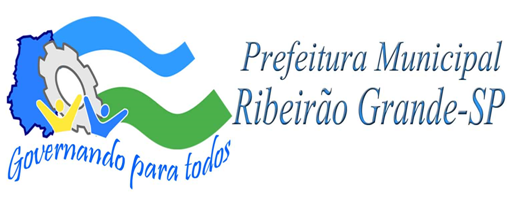 Prefeitura Municipal
Ribeirão Grande-SP
Governando para todos